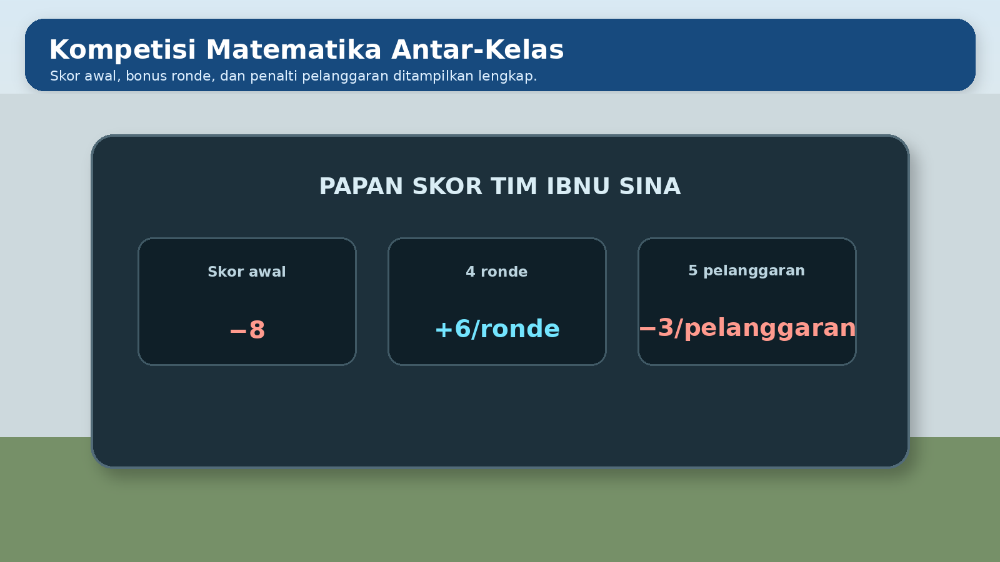 Kompetisi Matematika Antar-Kelas
Skor awal, bonus ronde, dan penalti pelanggaran ditampilkan lengkap.
PAPAN SKOR TIM IBNU SINA
Skor awal
−8
4 ronde
+6/ronde
5 pelanggaran
−3/pelanggaran